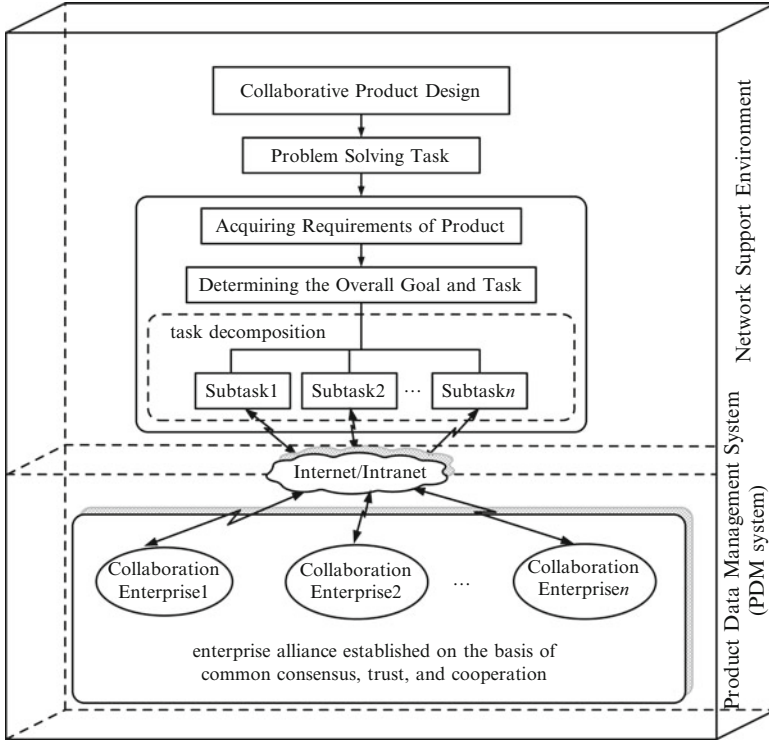 Collaborative Product Design
Problem Solving Task
Acquiring Requirements of Product
Determining the Overall Goal and Task
task decomposition
Subtask1
Subtask2
...
Subtaskn
Internet/Intranet
Collaboration
Enterprise1
Collaboration
Enterprise2
...
Collaboration
Enterprisen
enterprise alliance established on the basis of
common consensus, trust, and cooperation
Network Support Environment
Product Data Management System
(PDM system)